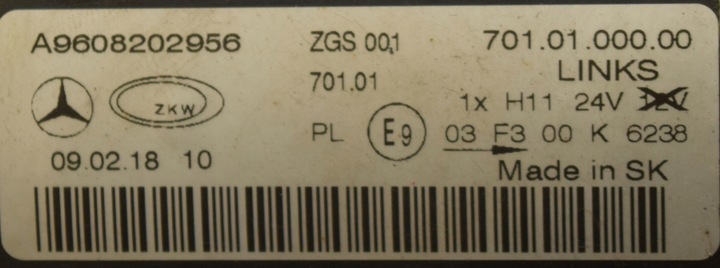 A9608202956 ZGS 001 701.01.000.00
LINKS
ZKW 701.01
1x H11 24V 12V
PL E9 03 F3 00 K 6238
09.02.18 10
Made in SK